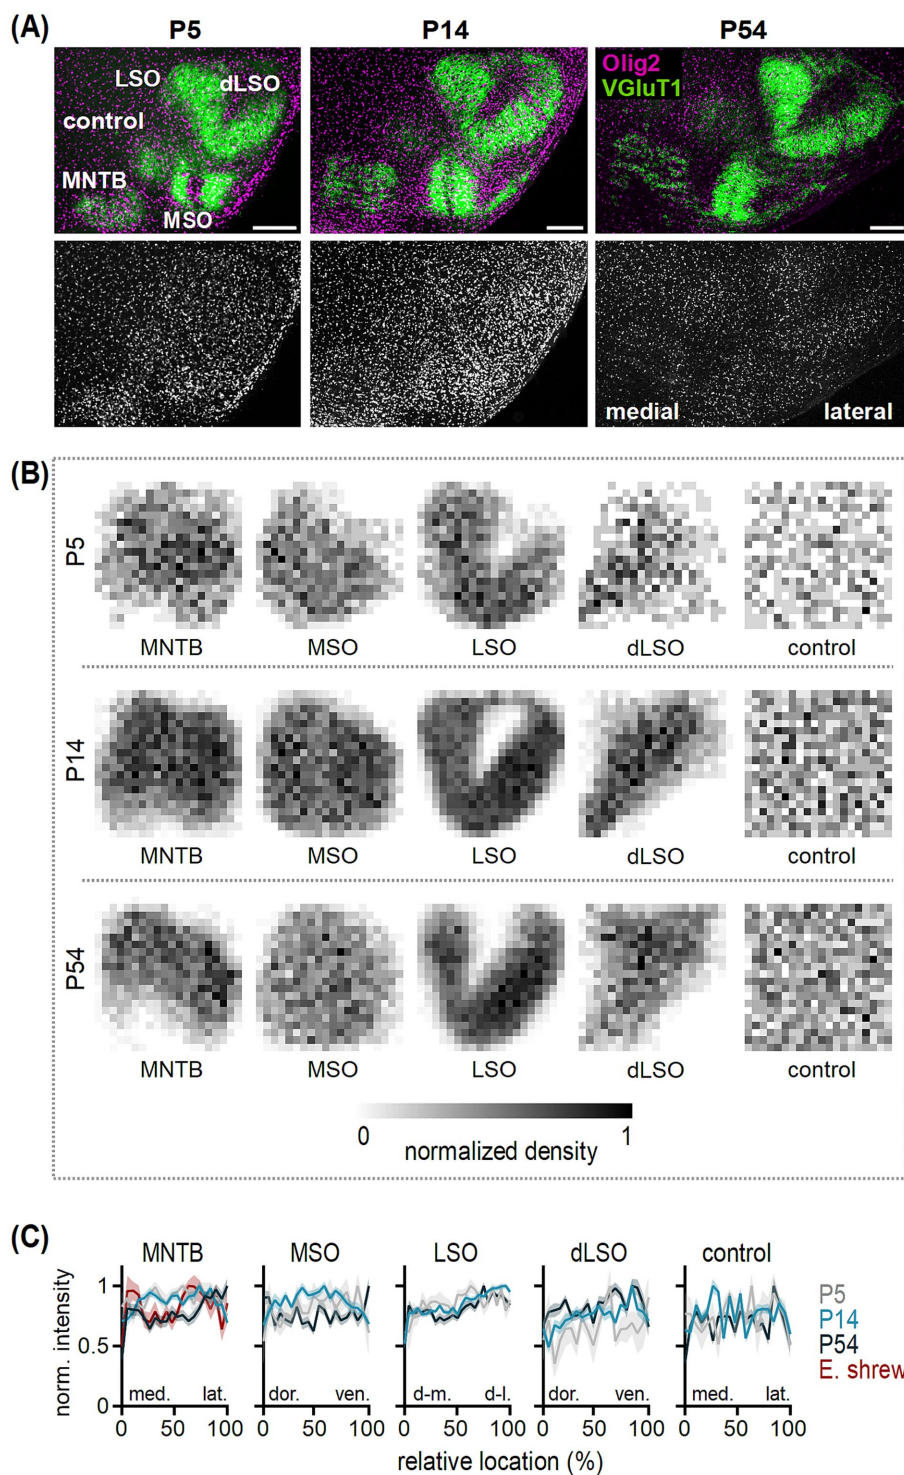 (A) P5 P14 P54
LSO dLSO
control
MNTB
MSO
Olig2
VGluT1
medial lateral
(B)
P5
MNTB MSO LSO dLSO control
P14
MNTB MSO LSO dLSO control
P54
MNTB MSO LSO dLSO control
0 1
normalized density
(C)
MNTB MSO LSO dLSO control
norm. intensity
1
0.5
0
med. lat. dor. ven. d-m. d-l. dor. ven. med. lat.
0 50 100 0 50 100 0 50 100 0 50 100 0 50 100
relative location (%)
P5
P14
P54
E. shrew